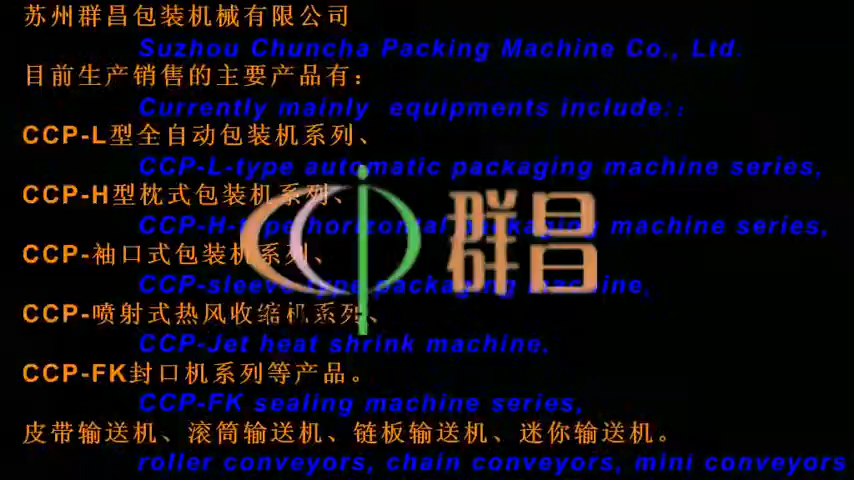 苏州群昌包装机械有限公司
Suzhou Chuncha Packing Machine Co., Ltd.
目前生产销售的主要产品有：
Currently mainly  equipments include:：
CCP-L型全自动包装机系列、
CCP-L-type automatic packaging machine series,
CCP-H型枕式包装机系列、
CCP-H-type horizontal packaging machine series,
CCP-袖口式包装机系列、
CCP-sleeve type packaging machine,
CCP-喷射式热风收缩机系列、
CCP-Jet heat shrink machine,
CCP-FK封口机系列等产品。
CCP-FK sealing machine series,
皮带输送机、滚筒输送机、链板输送机、迷你输送机。
roller conveyors, chain conveyors, mini conveyors
CCP 群昌